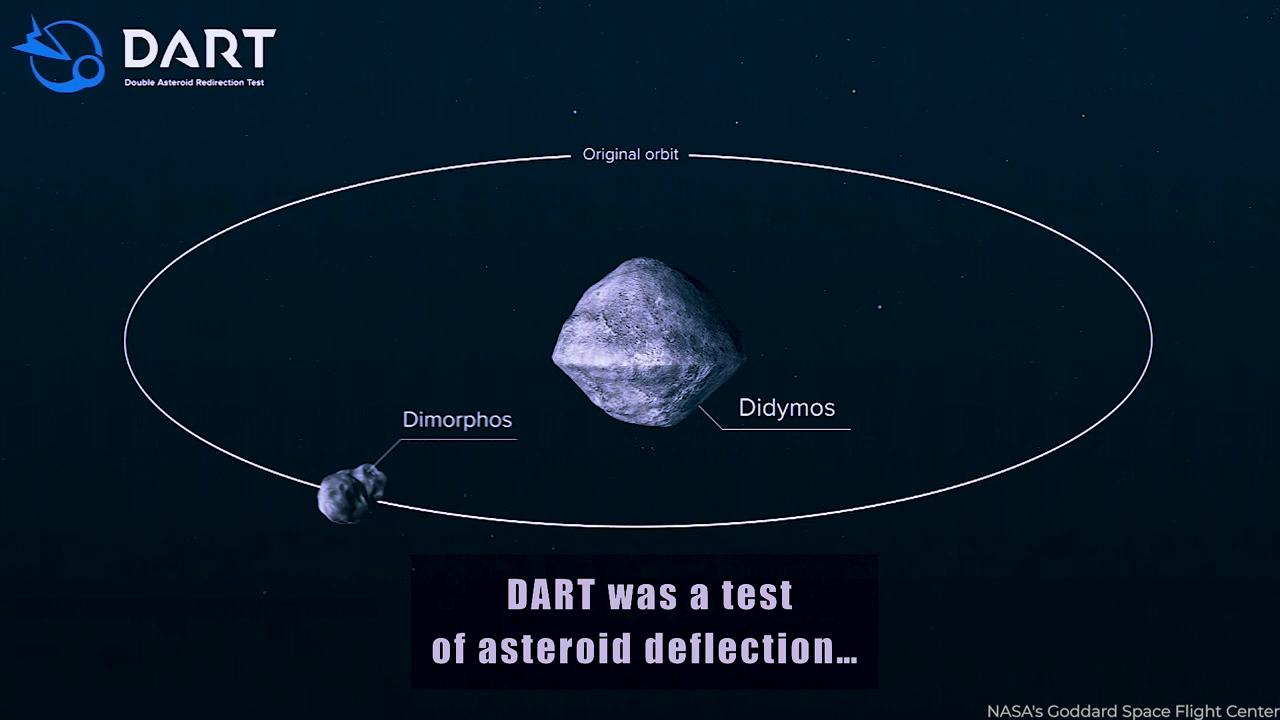 DART
Double Asteroid Redirection Test
Original orbit
Didymos
Dimorphos
DART was a test
of asteroid deflection…
NASA's Goddard Space Flight Center